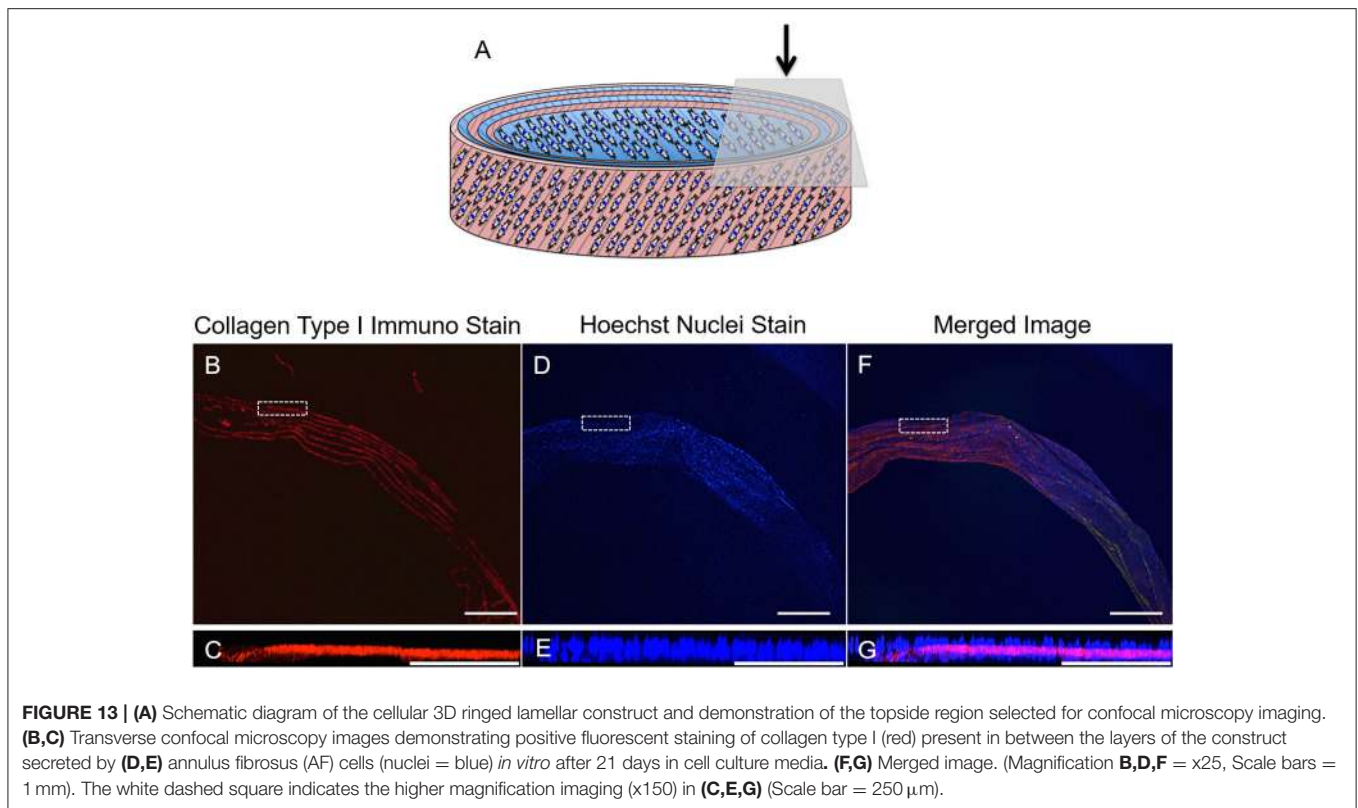 A
Collagen Type I Immuno Stain
Hoechst Nuclei Stain
Merged Image
B
D
F
C
E
G
FIGURE 13 | (A) Schematic diagram of the cellular 3D ringed lamellar construct and demonstration of the topside region selected for confocal microscopy imaging.
(B,C) Transverse confocal microscopy images demonstrating positive fluorescent staining of collagen type I (red) present in between the layers of the construct
secreted by (D,E) annulus fibrosus (AF) cells (nuclei = blue) in vitro after 21 days in cell culture media. (F,G) Merged image. (Magnification B,D,F = x25, Scale bars =
1 mm). The white dashed square indicates the higher magnification imaging (x150) in (C,E,G) (Scale bar = 250 μm).